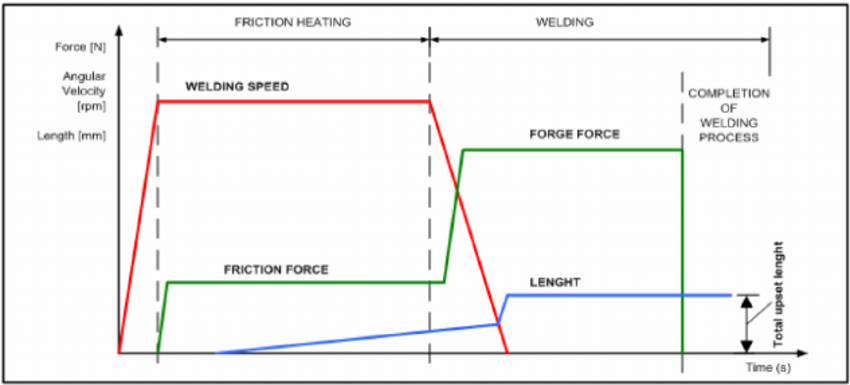 FRICTION HEATING
WELDING
Force [N]
Angular
Velocity
[rpm]
Length [mm]
WELDING SPEED
COMPLETION
OF
WELDING
PROCESS
FORGE FORCE
FRICTION FORCE
LENGHT
Total upset lenght
Time (s)